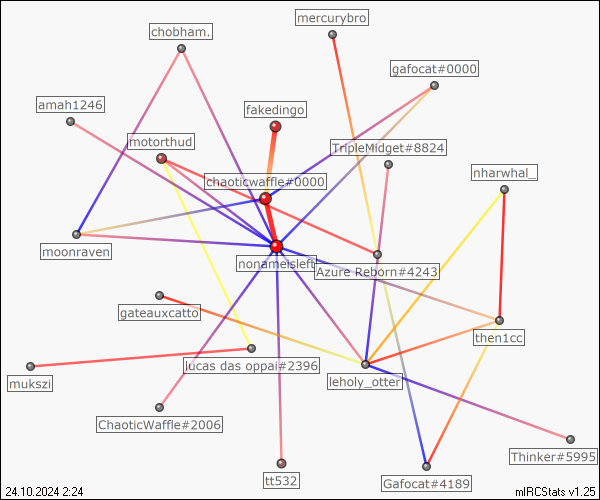 mercurybro
chobham.
gafocat#0000
amah1246
fakedingo
motorthud
TripleMidget#8824
nharwhal_
chaoticwaffle#0000
moonraven
nonameisleft
Azure Reborn#4243
gateauxcatto
then1cc
lucas das oppai#2396
mukszi
leholy_otter
ChaoticWaffle#2006
Thinker#5995
tt532
Gafocat#4189
24.10.2024 2:24
mIRCStats v1.25